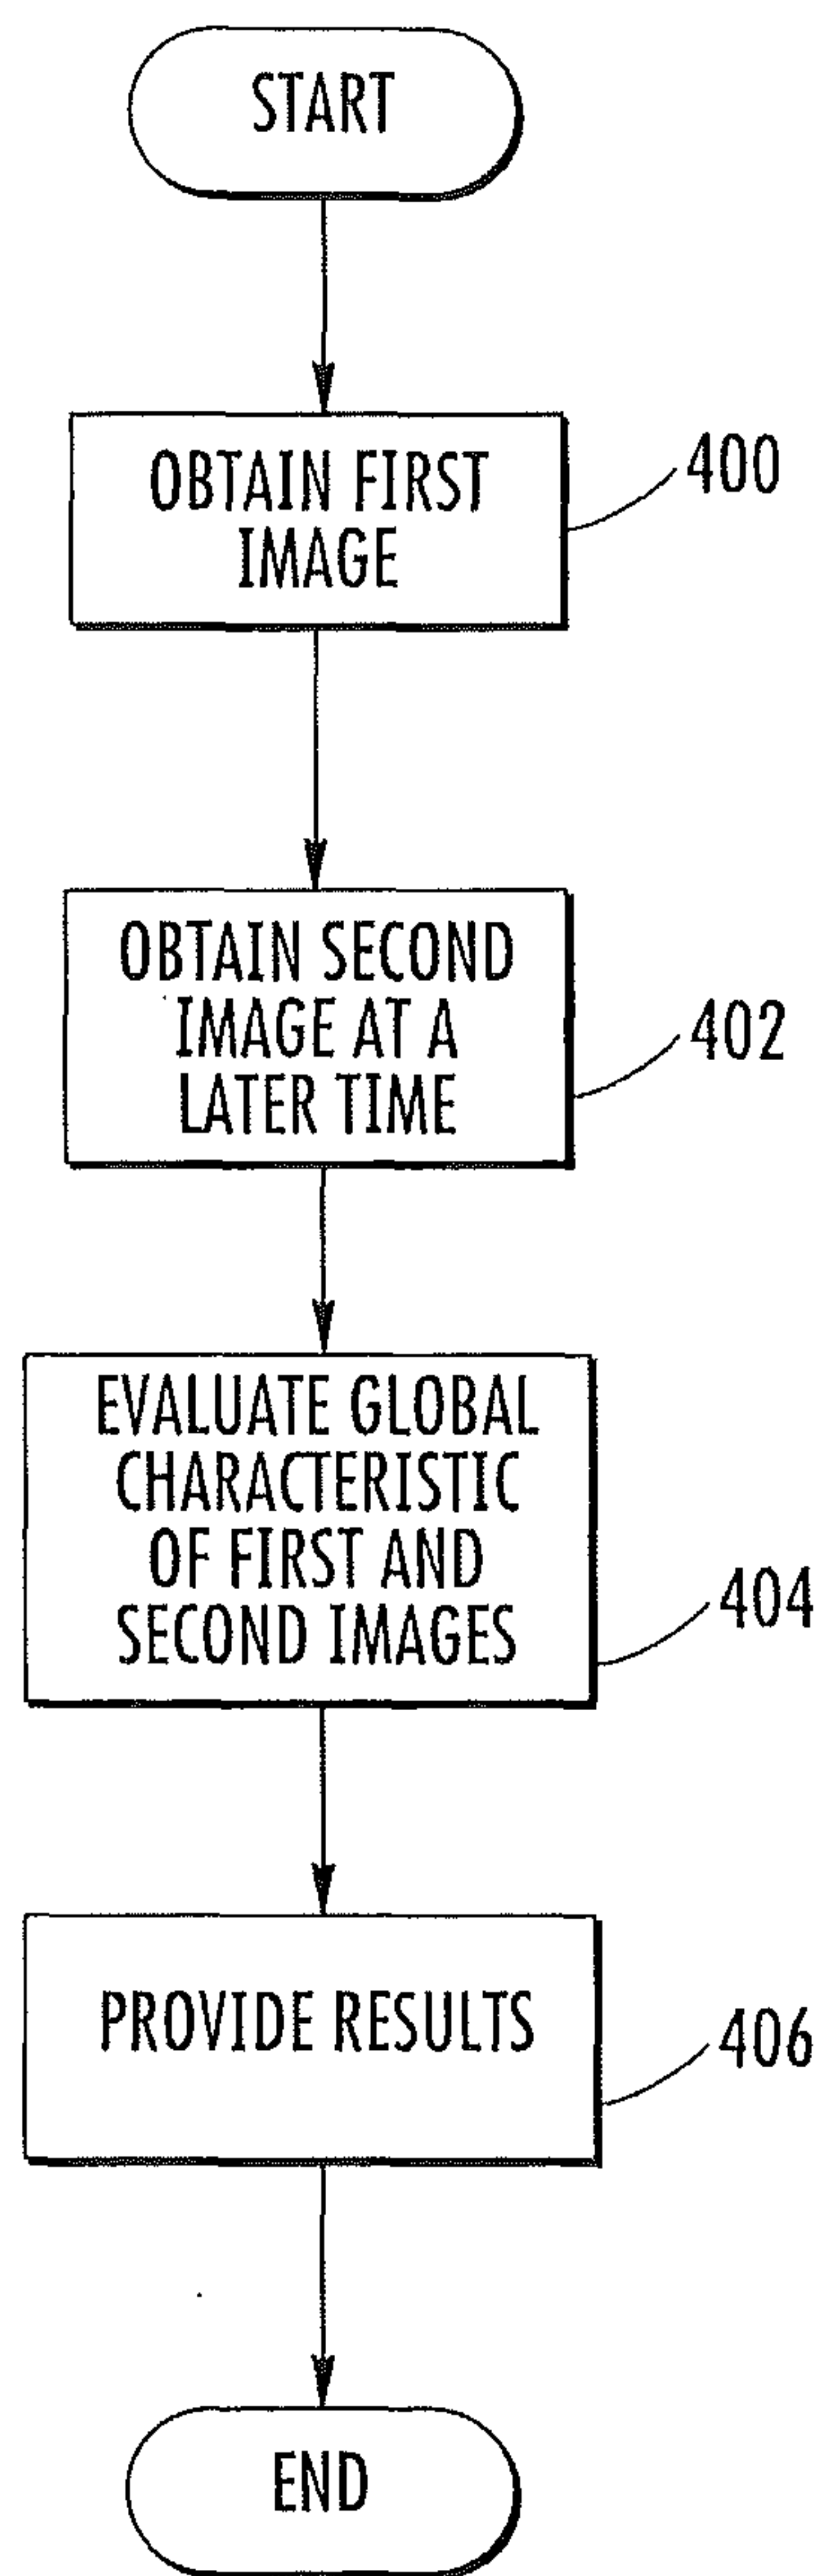 START
OBTAIN FIRST
IMAGE
400
OBTAIN SECOND
IMAGE AT A
LATER TIME
402
EVALUATE GLOBAL
CHARACTERISTIC
OF FIRST AND
SECOND IMAGES
404
PROVIDE RESULTS
406
END